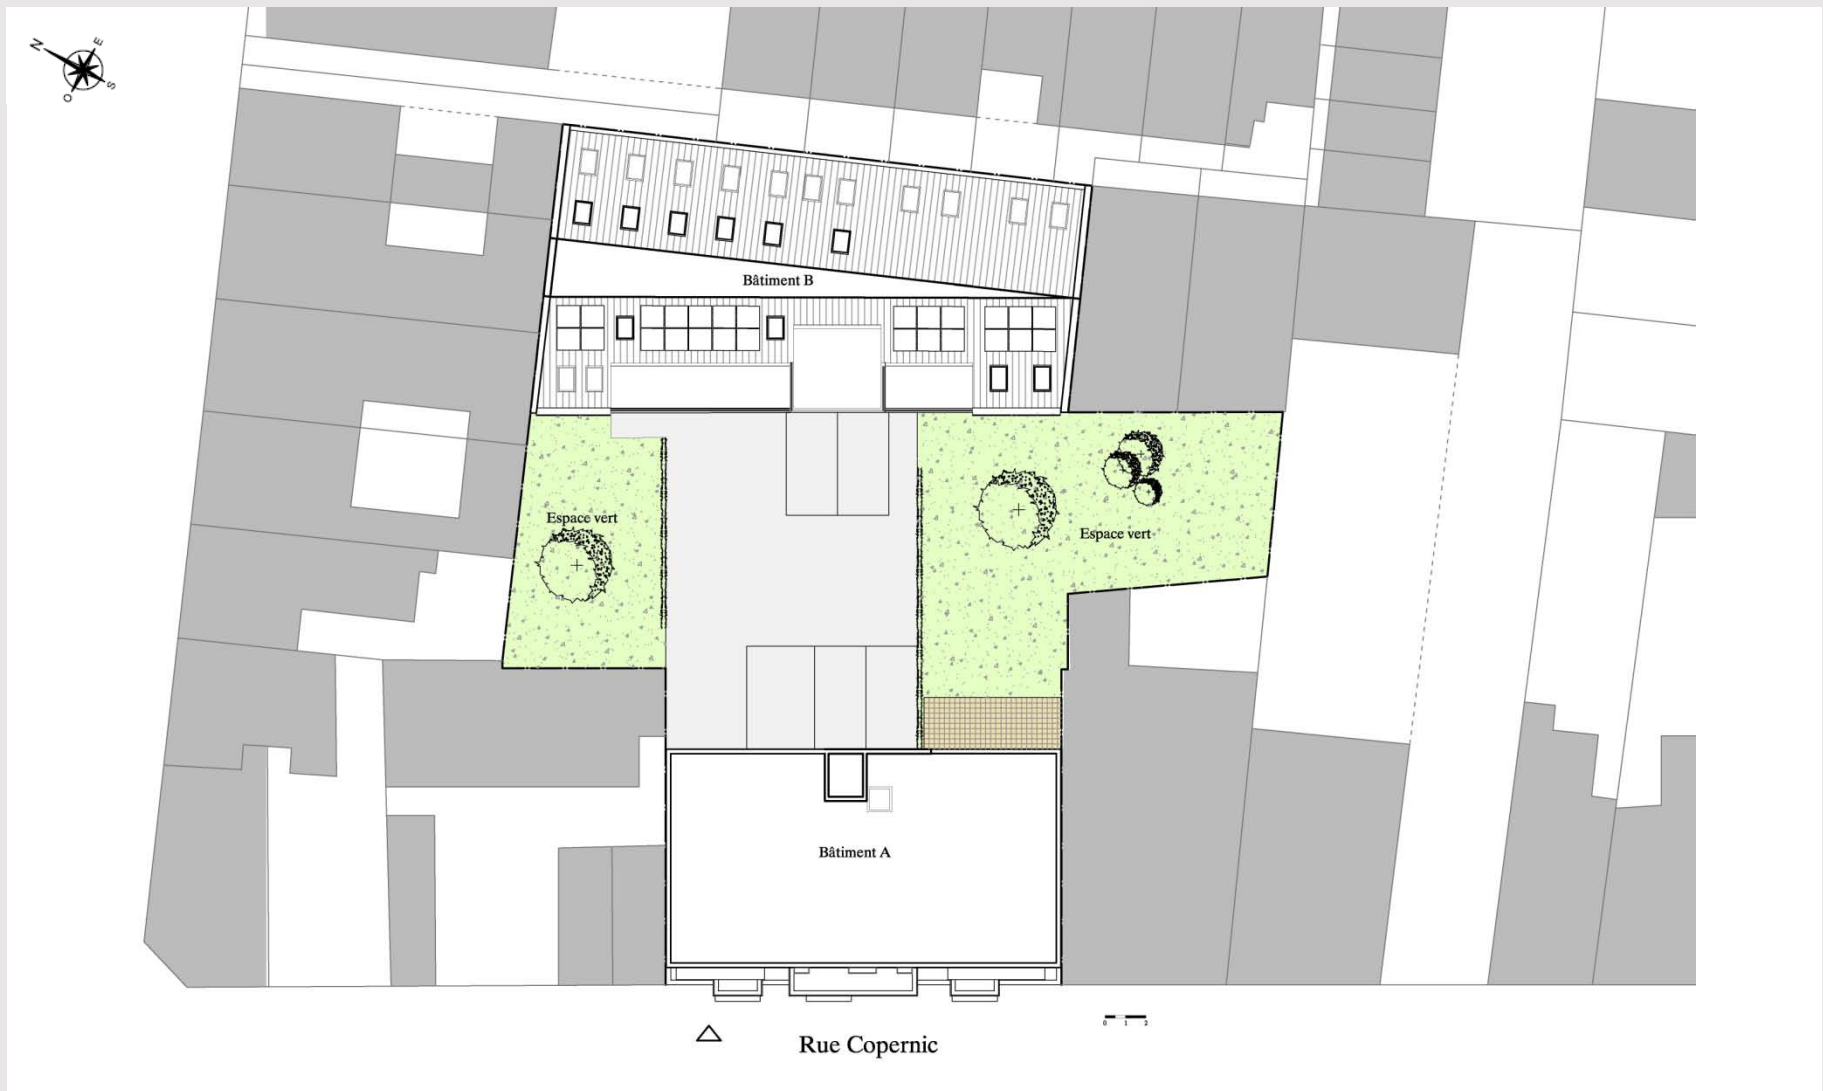 N
E
S
O
Bâtiment B
Espace vert
Espace vert
Bâtiment A
0 1 2
Rue Copernic